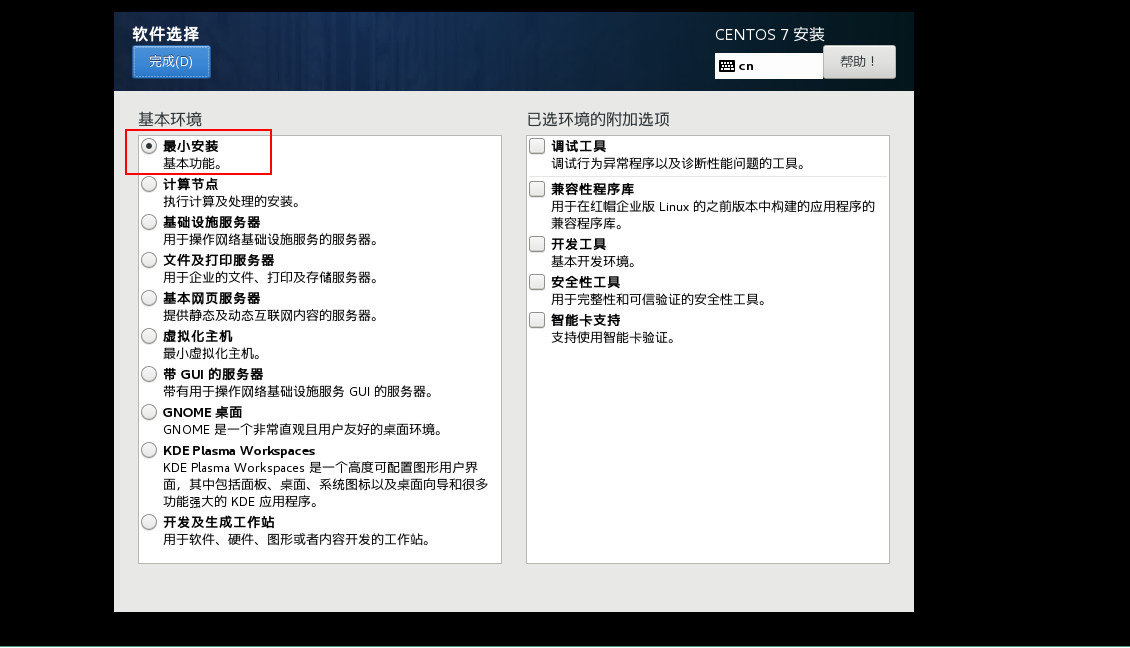 软件选择
完成(D)
CENTOS 7 安装
cn
帮助！
基本环境
最小安装
基本功能。
计算节点
执行计算及处理的安装。
基础设施服务器
用于操作网络基础设施服务的服务器。
文件及打印服务器
用于企业的文件、打印及存储服务器。
基本网页服务器
提供静态及动态互联网内容的服务器。
虚拟化主机
最小虚拟化主机。
带 GUI 的服务器
带有用于操作网络基础设施服务 GUI 的服务器。
GNOME 桌面
GNOME 是一个非常直观且用户友好的桌面环境。
KDE Plasma Workspaces
KDE Plasma Workspaces 是一个高度可配置图形用户界
面，其中包括面板、桌面、系统图标以及桌面向导和很多
功能强大的 KDE 应用程序。
开发及生成工作站
用于软件、硬件、图形或者内容开发的工作站。
已选环境的附加选项
调试工具
调试行为异常程序以及诊断性能问题的工具。
兼容性程序库
用于在红帽企业版 Linux 的之前版本中构建的应用程序的
兼容程序库。
开发工具
基本开发环境。
安全性工具
用于完整性和可信验证的安全性工具。
智能卡支持
支持使用智能卡验证。